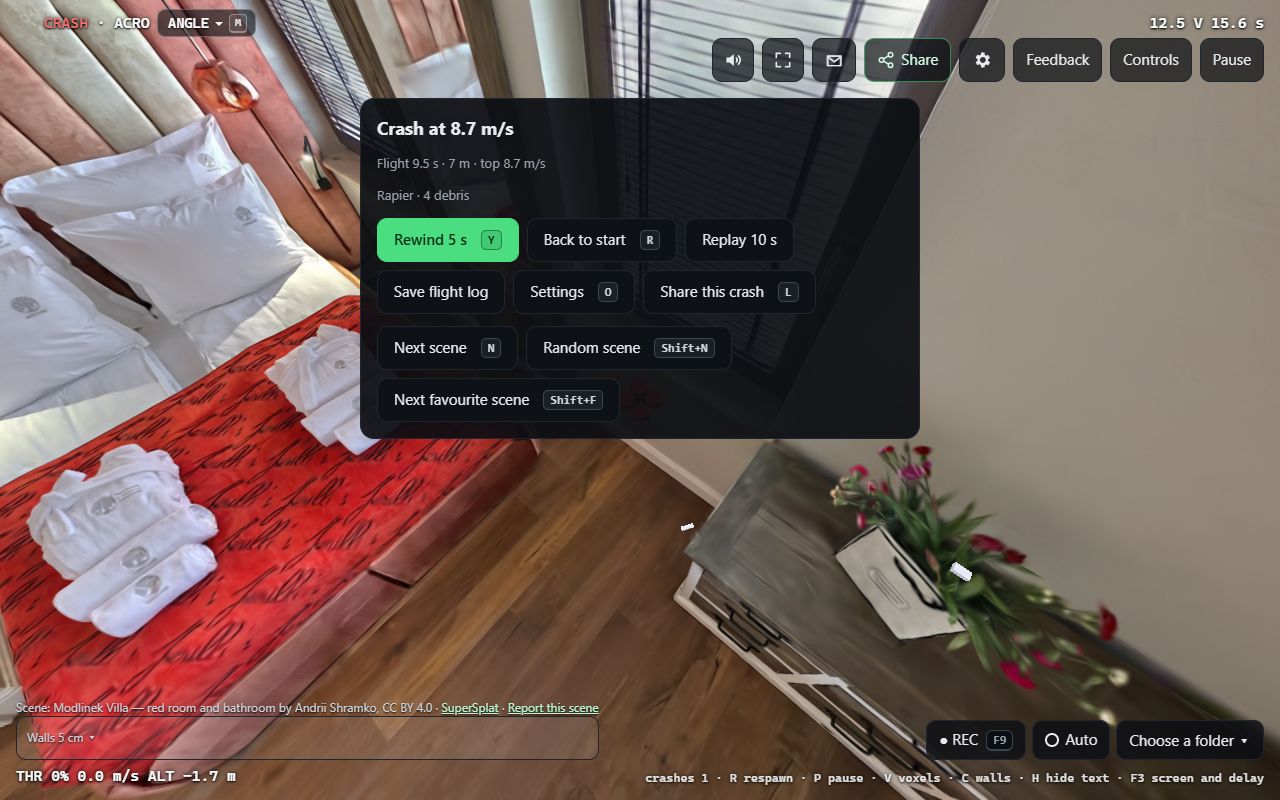 CRASH · ACRO ANGLE M
12.5 V 15.6 s
Share
Feedback
Controls
Pause
Crash at 8.7 m/s
Flight 9.5 s · 7 m · top 8.7 m/s
Rapier · 4 debris
Rewind 5 s Y
Back to start R
Replay 10 s
Save flight log
Settings O
Share this crash L
Next scene N
Random scene Shift+N
Next favourite scene Shift+F
Scene: Modlinek Villa — red room and bathroom by Andrii Shramko, CC BY 4.0 · SuperSplat · Report this scene
Walls 5 cm
● REC F9
Auto
Choose a folder
THR 0% 0.0 m/s ALT −1.7 m
crashes 1 · R respawn · P pause · V voxels · C walls · H hide text · F3 screen and delay